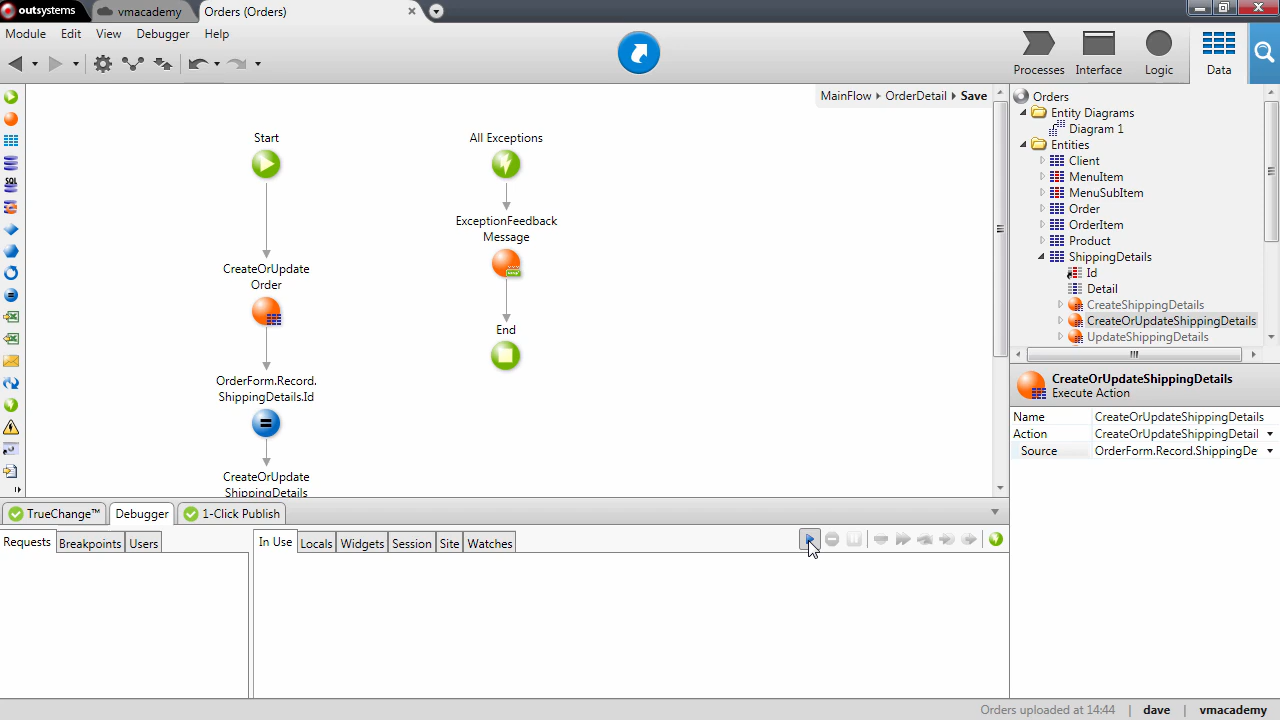 outsystems
vmacademy
Orders (Orders)
Module Edit View Debugger Help
Processes
Interface
Logic
Data
MainFlow OrderDetail Save
SQL
Start
CreateOrUpdate
Order
OrderForm.Record.
ShippingDetails.Id
CreateOrUpdate
ShippingDetails
All Exceptions
ExceptionFeedback
Message
End
Orders
Entity Diagrams
Diagram 1
Entities
Client
MenuItem
MenuSubItem
Order
OrderItem
Product
ShippingDetails
Id
Detail
CreateShippingDetails
CreateOrUpdateShippingDetails
UpdateShippingDetails
CreateOrUpdateShippingDetails
Execute Action
Name CreateOrUpdateShippingDetails
Action CreateOrUpdateShippingDetail
Source OrderForm.Record.ShippingDe
TrueChange™ Debugger 1-Click Publish
Requests Breakpoints Users
In Use Locals Widgets Session Site Watches
Orders uploaded at 14:44 | dave | vmacademy